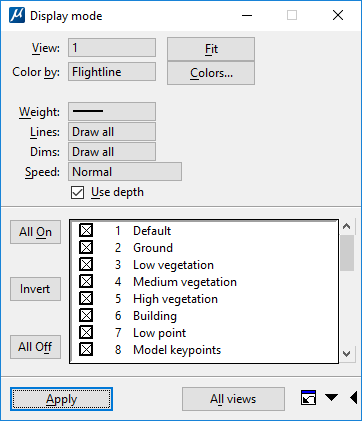 Display mode
View: 1 Fit
Color by: Flightline Colors...
Weight:
Lines: Draw all
Dims: Draw all
Speed: Normal
Use depth
All On
Invert
All Off
1 Default
2 Ground
3 Low vegetation
4 Medium vegetation
5 High vegetation
6 Building
7 Low point
8 Model keypoints
Apply All views